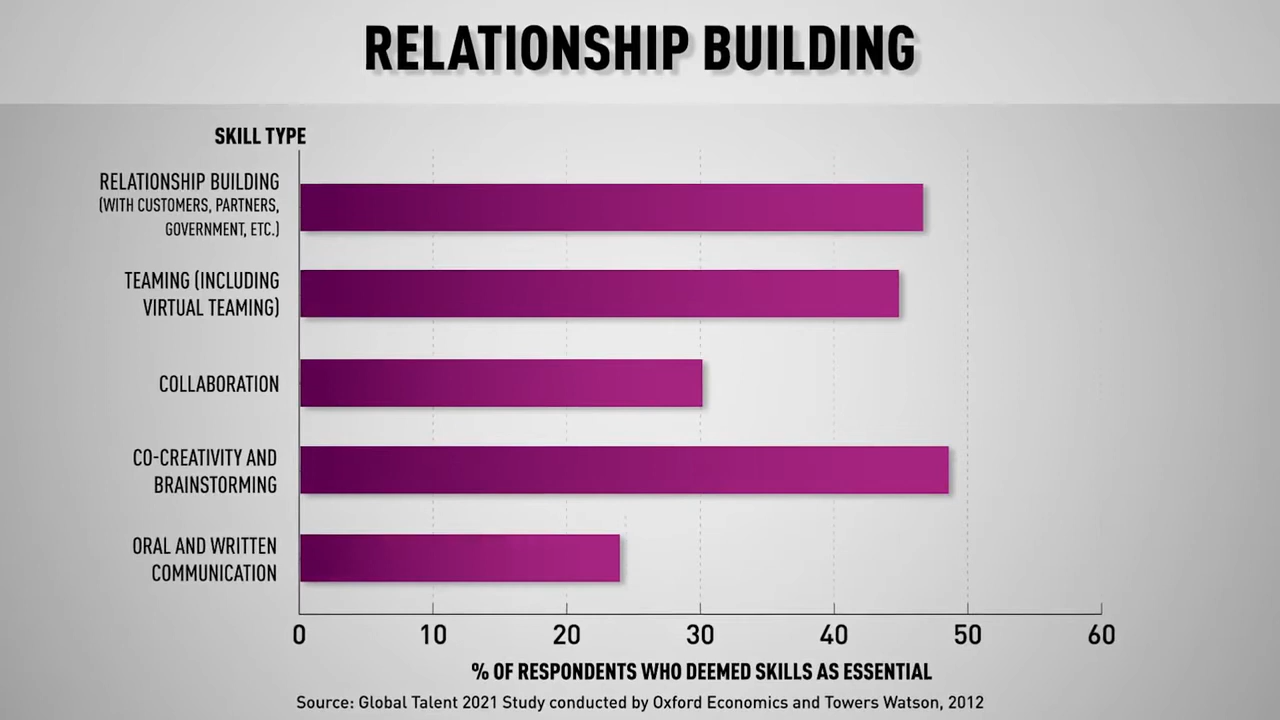 RELATIONSHIP BUILDING
SKILL TYPE
RELATIONSHIP BUILDING
(WITH CUSTOMERS, PARTNERS,
GOVERNMENT, ETC.)
TEAMING (INCLUDING
VIRTUAL TEAMING)
COLLABORATION
CO-CREATIVITY AND
BRAINSTORMING
ORAL AND WRITTEN
COMMUNICATION
0 10 20 30 40 50 60
% OF RESPONDENTS WHO DEEMED SKILLS AS ESSENTIAL
Source: Global Talent 2021 Study conducted by Oxford Economics and Towers Watson, 2012